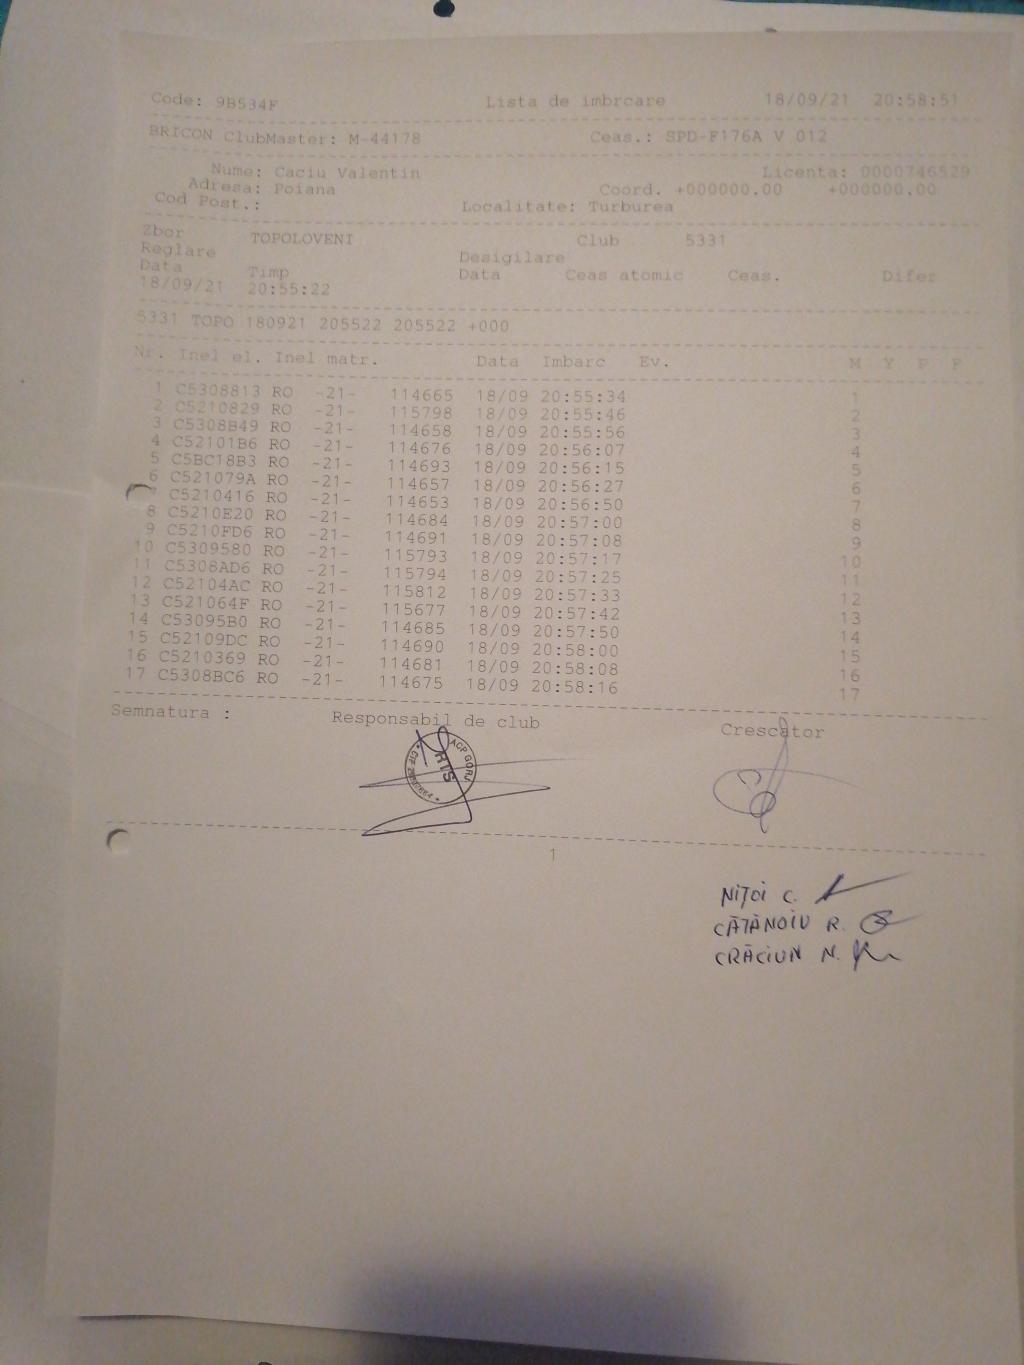 Code: 9B534F Lista de imbrcare 18/09/21 20:58:51
BRICON ClubMaster: M-44178 Ceas.: SPD-F176A V 012
Nume: Caciu Valentin Licenta: 0000746529
Adresa: Poiana Coord. +000000.00 +000000.00
Cod Post.: Localitate: Turburea
Zbor TOPOLOVENI Club 5331
Reglare Desigilare
Data Timp Data Ceas atomic Ceas. Difer
18/09/21 20:55:22
5331 TOPO 180921 205522 205522 +000
Nr. Inel el. Inel matr. Data Imbarc Ev. M Y P F
1 C5308813 RO -21- 114665 18/09 20:55:34 1
2 C5210829 RO -21- 115798 18/09 20:55:46 2
3 C5308B49 RO -21- 114658 18/09 20:55:56 3
4 C52101B6 RO -21- 114676 18/09 20:56:07 4
5 C5BC18B3 RO -21- 114693 18/09 20:56:15 5
6 C521079A RO -21- 114657 18/09 20:56:27 6
C5210416 RO -21- 114653 18/09 20:56:50 7
8 C5210E20 RO -21- 114684 18/09 20:57:00 8
9 C5210FD6 RO -21- 114691 18/09 20:57:08 9
10 C5309580 RO -21- 115793 18/09 20:57:17 10
11 C5308AD6 RO -21- 115794 18/09 20:57:25 11
12 C52104AC RO -21- 115812 18/09 20:57:33 12
13 C521064F RO -21- 115677 18/09 20:57:42 13
14 C53095B0 RO -21- 114685 18/09 20:57:50 14
15 C52109DC RO -21- 114690 18/09 20:58:00 15
16 C5210369 RO -21- 114681 18/09 20:58:08 16
17 C5308BC6 RO -21- 114675 18/09 20:58:16 17
Semnatura : Responsabil de club Crescator
ACP GORJ
HTS
1
NIȚOI C.
CĂTĂNOIU R.
CRĂCIUN N.